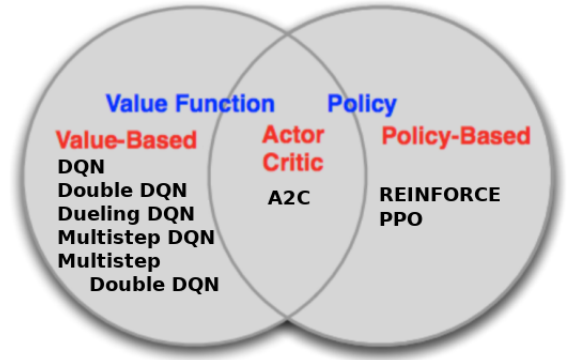 Value Function
Policy
Value-Based
Actor
Critic
Policy-Based
DQN
Double DQN
Dueling DQN
Multistep DQN
Multistep
Double DQN
A2C
REINFORCE
PPO